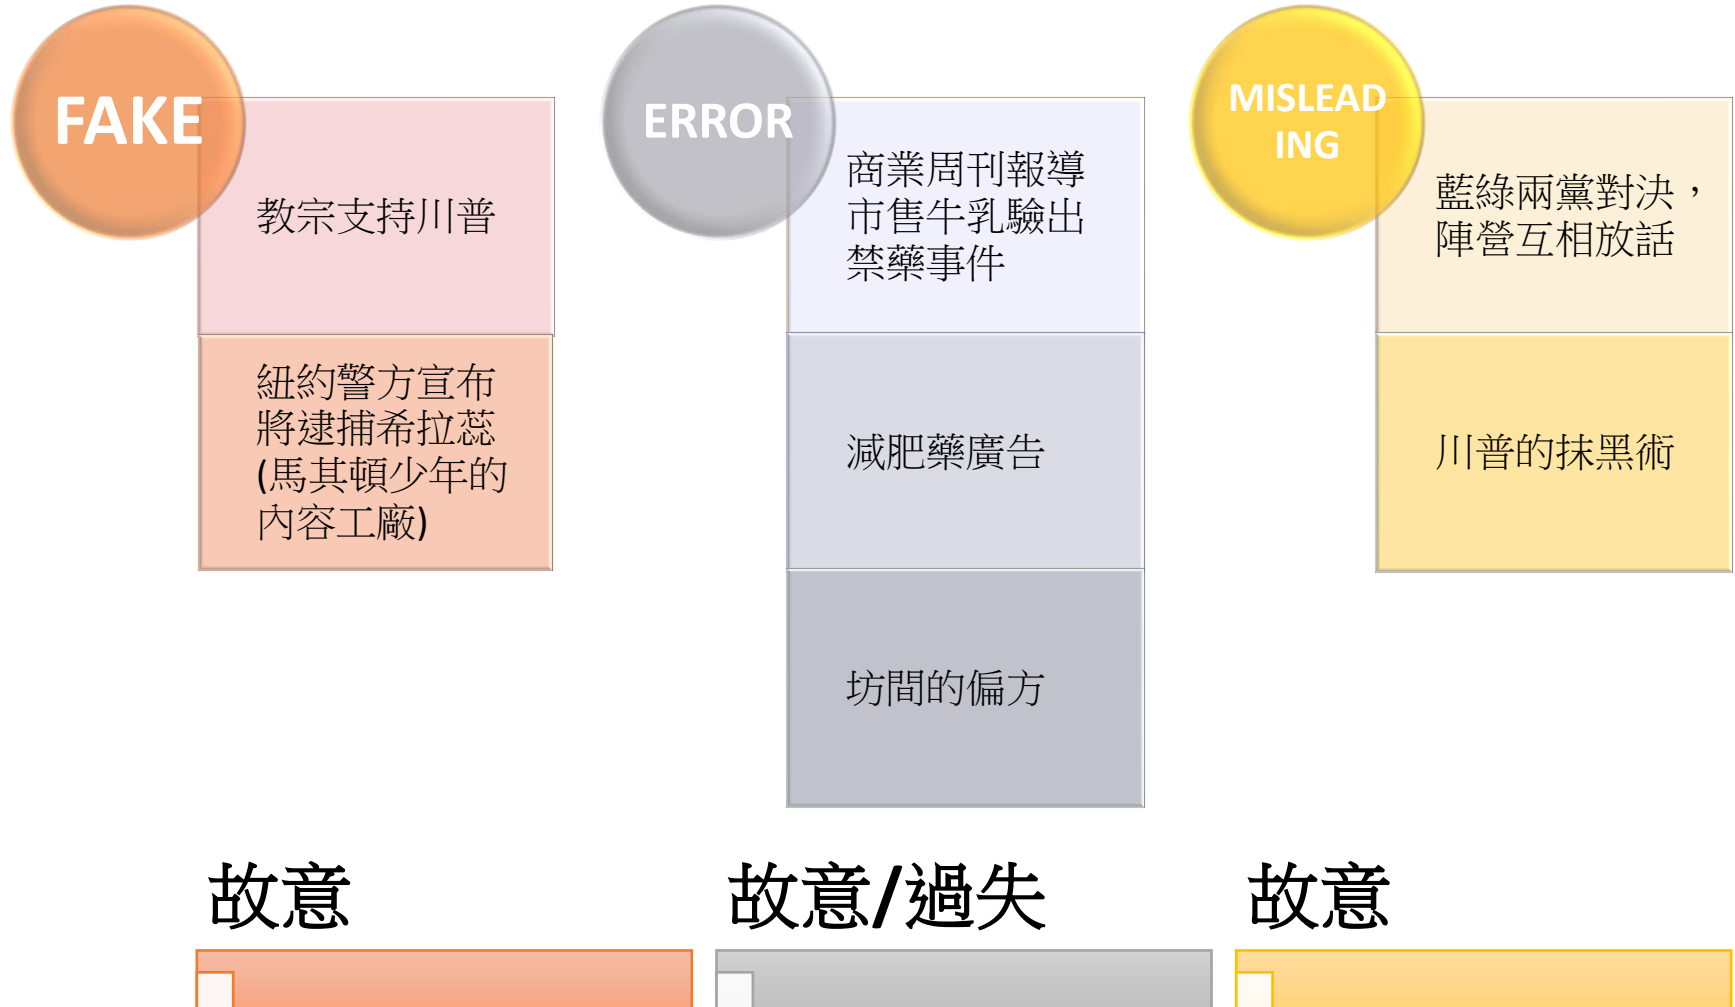 FAKE
教宗支持川普
紐約警方宣布
將逮捕希拉蕊
(馬其頓少年的
內容工廠)
ERROR
商業周刊報導
市售牛乳驗出
禁藥事件
減肥藥廣告
坊間的偏方
MISLEAD
ING
藍綠兩黨對決，
陣營互相放話
川普的抹黑術
故意
故意/過失
故意